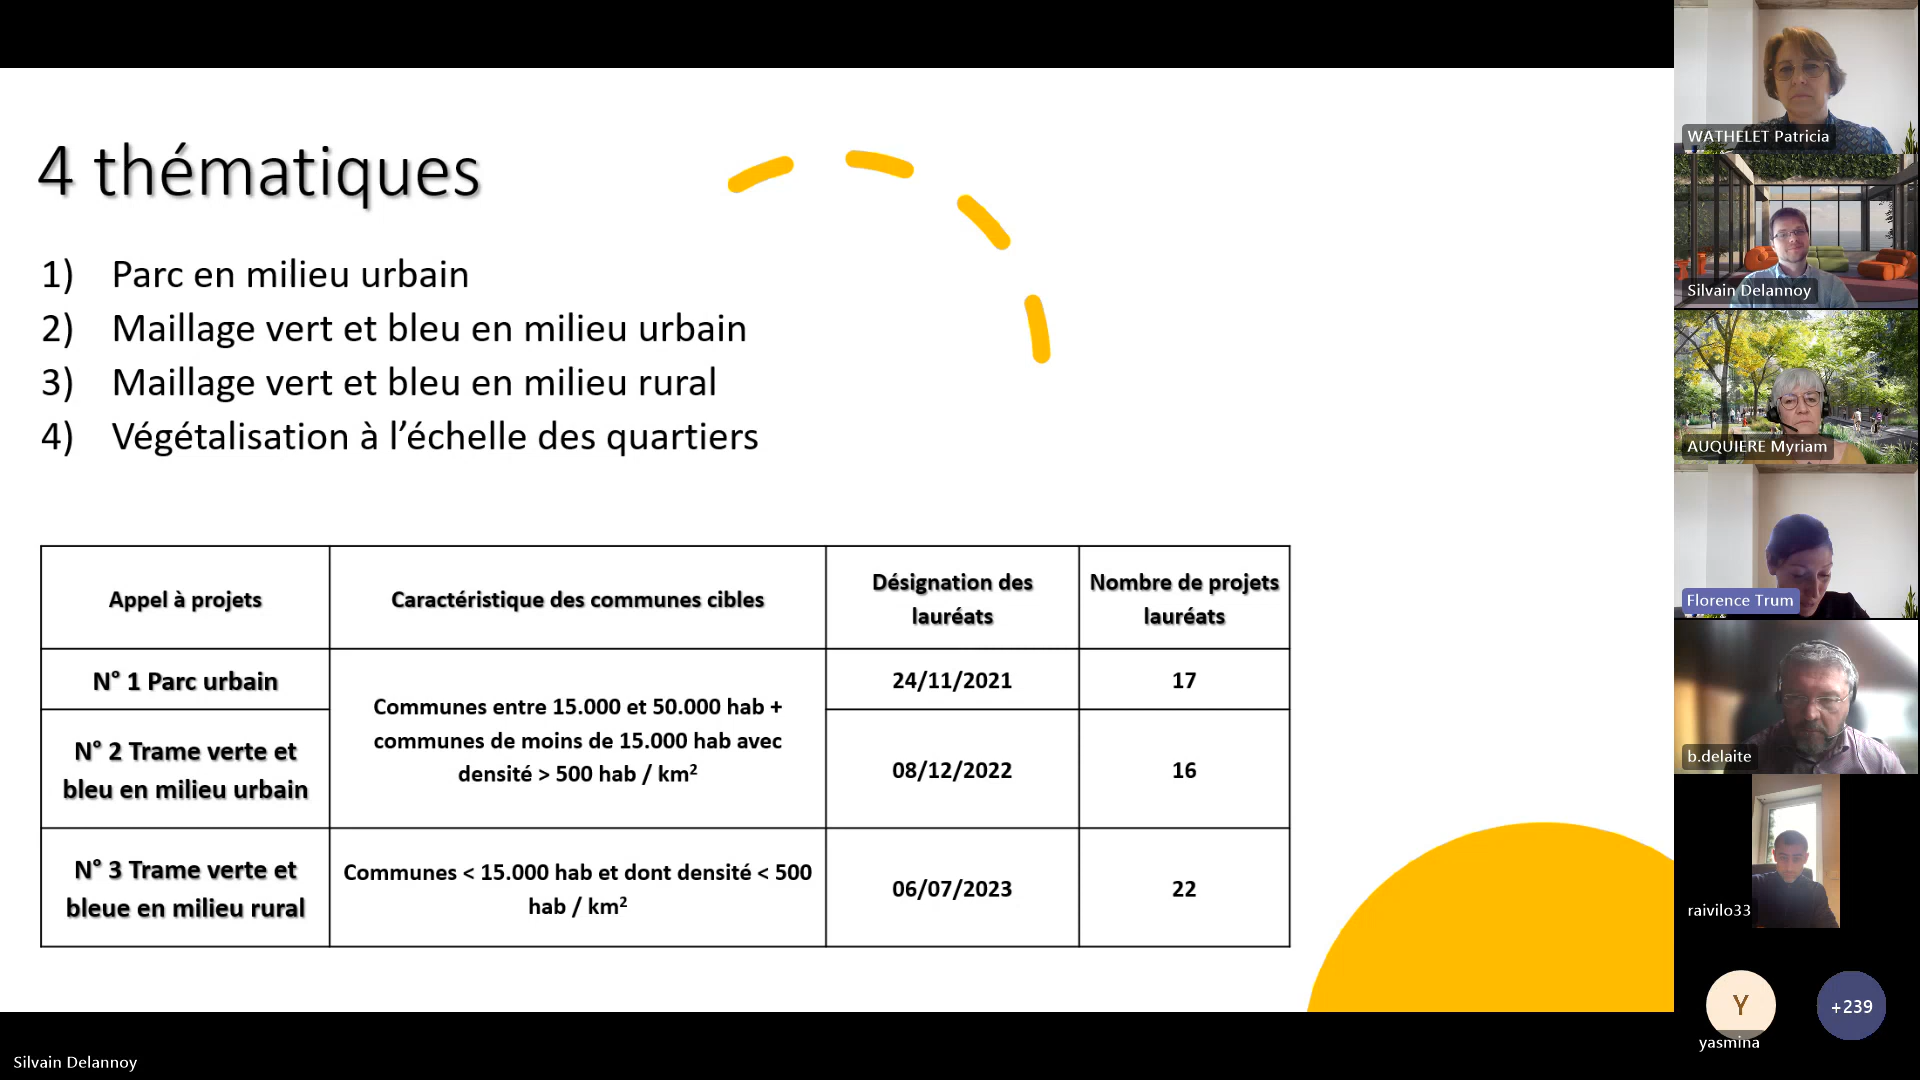 4 thématiques
1) Parc en milieu urbain
2) Maillage vert et bleu en milieu urbain
3) Maillage vert et bleu en milieu rural
4) Végétalisation à l’échelle des quartiers
Appel à projets
Caractéristique des communes cibles
Désignation des
lauréats
Nombre de projets
lauréats
N° 1 Parc urbain
Communes entre 15.000 et 50.000 hab +
communes de moins de 15.000 hab avec
densité > 500 hab / km²
24/11/2021
17
N° 2 Trame verte et
bleu en milieu urbain
08/12/2022
16
N° 3 Trame verte et
bleue en milieu rural
Communes < 15.000 hab et dont densité < 500
hab / km²
06/07/2023
22
WATHELET Patricia
Silvain Delannoy
AUQUIERE Myriam
Florence Trum
b.delaite
raivilo33
Y
yasmina
+239
Silvain Delannoy